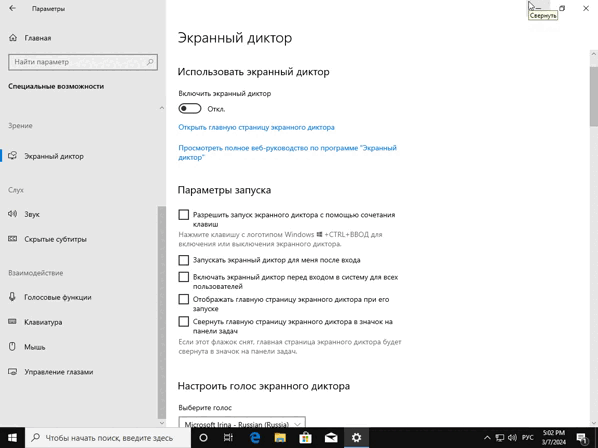 Параметры
Свернуть
Главная
Найти параметр
Специальные возможности
Зрение
Экранный диктор
Слух
Звук
Скрытые субтитры
Взаимодействие
Голосовые функции
Клавиатура
Мышь
Управление глазами
Экранный диктор
Использовать экранный диктор
Включить экранный диктор
Откл.
Открыть главную страницу экранного диктора
Просмотреть полное веб-руководство по программе "Экранный
диктор"
Параметры запуска
Разрешить запуск экранного диктора с помощью сочетания
клавиш
Нажмите клавишу с логотипом Windows +CTRL+ВВОД для
включения или выключения экранного диктора.
Запускать экранный диктор для меня после входа
Включать экранный диктор перед входом в систему для всех
пользователей
Отображать главную страницу экранного диктора при его
запуске
Свернуть главную страницу экранного диктора в значок на
панели задач
Если этот флажок снят, главная страница экранного диктора будет
свернута в значок на панели задач.
Настроить голос экранного диктора
Выберите голос
Microsoft Irina - Russian (Russia)
Чтобы начать поиск, введите здесь
РУС
5:02 PM
3/7/2024